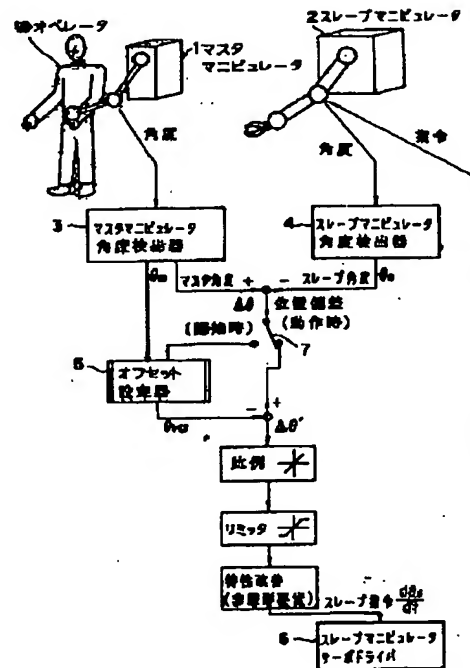 オペレータ
1 マスタ
マニピュレータ
2 スレーブマニピュレータ
角度
角度
指令
3
マスタマニピュレータ
角度検出器
4
スレーブマニピュレータ
角度検出器
θm
マスタ角度 + − スレーブ角度 θs
Δθ 位置偏差
(開始時) (動作時)
7
5
オフセット
設定器
− +
Δθ'
比例
リミッタ
特性改善
スレーブ指令 dθs/dt
6
スレーブマニピュレータ
サーボドライバ